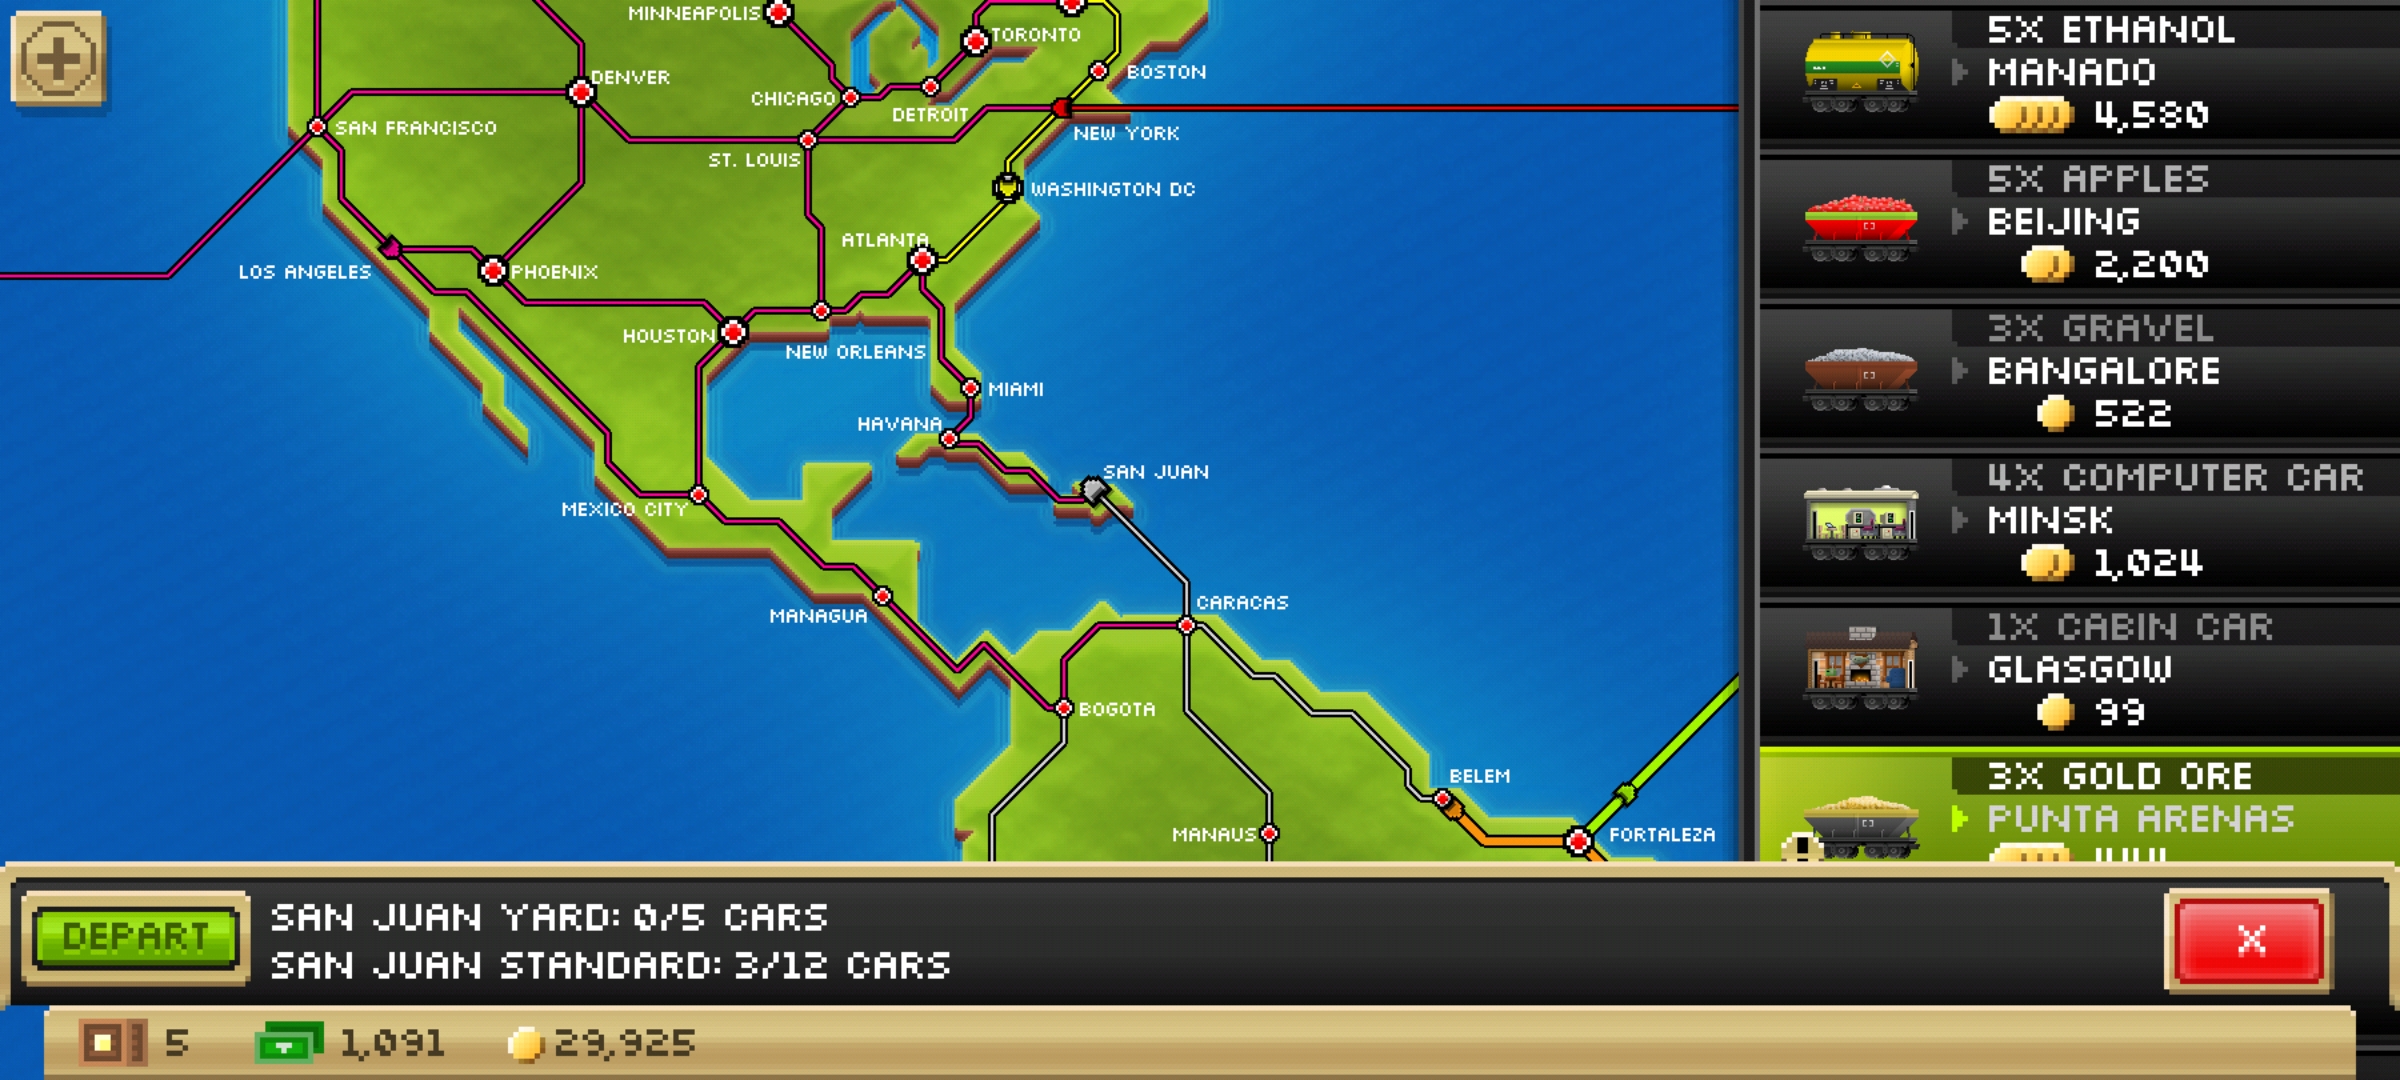 MINNEAPOLIS
TORONTO
DENVER
BOSTON
CHICAGO
DETROIT
SAN FRANCISCO
NEW YORK
ST. LOUIS
WASHINGTON DC
ATLANTA
LOS ANGELES
PHOENIX
HOUSTON
NEW ORLEANS
MIAMI
HAVANA
SAN JUAN
MEXICO CITY
CARACAS
MANAGUA
BOGOTA
BELEM
MANAUS
FORTALEZA
5X ETHANOL
MANADO
4,580
5X APPLES
BEIJING
2,200
3X GRAVEL
BANGALORE
522
4X COMPUTER CAR
MINSK
1,024
1X CABIN CAR
GLASGOW
99
3X GOLD ORE
PUNTA ARENAS
DEPART
SAN JUAN YARD: 0/5 CARS
SAN JUAN STANDARD: 3/12 CARS
X
5
1,091
29,925